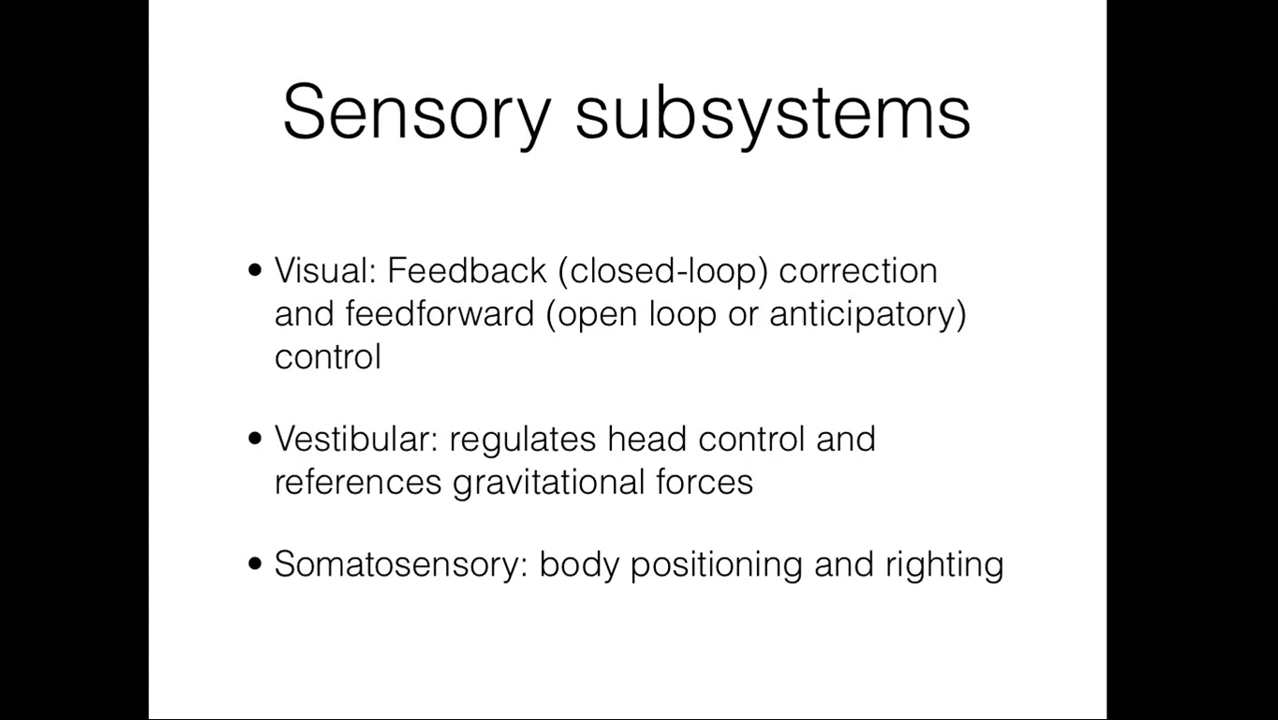 Sensory subsystems
• Visual: Feedback (closed-loop) correction
and feedforward (open loop or anticipatory)
control
• Vestibular: regulates head control and
references gravitational forces
• Somatosensory: body positioning and righting